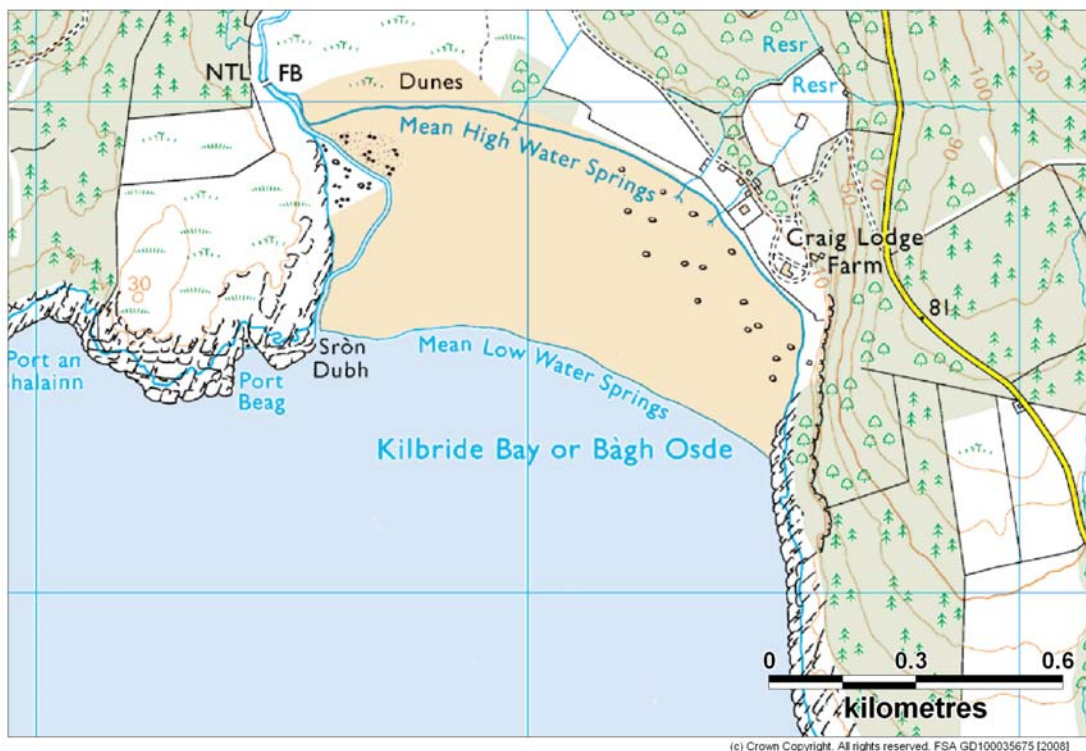 Resr
120
100
NTL FB
Dunes
Resr
Mean High Water Springs
90
70
50
Craig Lodge
Farm
10
30
81
Port an
halainn
Sròn
Dubh
Port
Beag
Mean Low Water Springs
Kilbride Bay or Bàgh Osde
0 0.3 0.6
kilometres
(c) Crown Copyright. All rights reserved. FSA GD100035675 [2008]